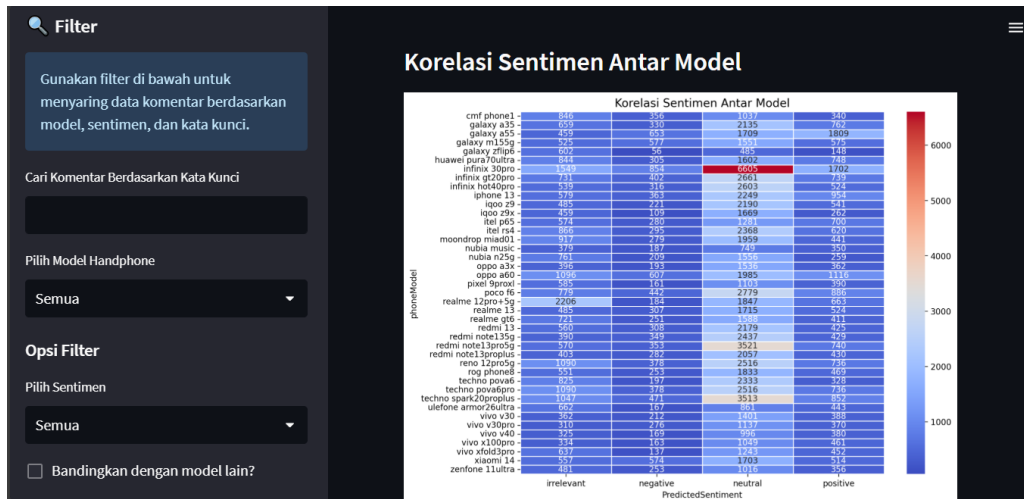 Filter
Gunakan filter di bawah untuk
menyaring data komentar berdasarkan
model, sentimen, dan kata kunci.
Cari Komentar Berdasarkan Kata Kunci
Pilih Model Handphone
Semua
Opsi Filter
Pilih Sentimen
Semua
Bandingkan dengan model lain?
Korelasi Sentimen Antar Model
Korelasi Sentimen Antar Model
phoneModel
cmf phone1 - 846 356 1037 340
galaxy a35 - 659 330 2135 762
galaxy a55 - 459 653 1709 1809
galaxy m155g - 525 577 1551 575
galaxy zflip6 - 602 56 485 148
huawei pura70ultra - 844 305 1602 748
infinix 30pro - 1549 854 6605 1702
infinix gt20pro - 731 402 2661 739
infinix hot40pro - 539 316 2603 524
iphone 13 - 579 363 2249 954
iqoo z9 - 485 221 2190 541
iqoo z9x - 459 109 1669 262
itel p65 - 574 280 1281 700
itel rs4 - 866 295 2368 620
moondrop miad01 - 917 279 1959 441
nubia music - 379 187 749 350
nubia n25g - 761 209 1556 259
oppo a3x - 396 193 1536 362
oppo a60 - 1096 607 1985 1116
pixel 9proxl - 585 161 1103 390
poco f6 - 779 442 2779 886
realme 12pro+5g - 2206 184 1847 663
realme 13 - 485 307 1715 524
realme gt6 - 721 251 1588 411
redmi 13 - 560 308 2179 425
redmi note135g - 390 349 2437 429
redmi note13pro5g - 570 353 3521 740
redmi note13proplus - 403 282 2057 430
reno 12pro5g - 1090 378 2516 736
rog phone8 - 551 253 1833 469
techno pova6 - 825 197 2333 328
techno pova6pro - 1090 378 2516 736
techno spark20proplus - 1047 471 3513 852
ulefone armor26ultra - 662 167 861 443
vivo v30 - 362 212 1401 388
vivo v30pro - 310 276 1137 370
vivo v40 - 325 169 996 380
vivo x100pro - 334 163 1049 461
vivo xfold3pro - 637 137 1243 452
xiaomi 14 - 557 574 1703 514
zenfone 11ultra - 481 253 1016 356
irrelevant negative neutral positive
PredictedSentiment
6000
5000
4000
3000
2000
1000